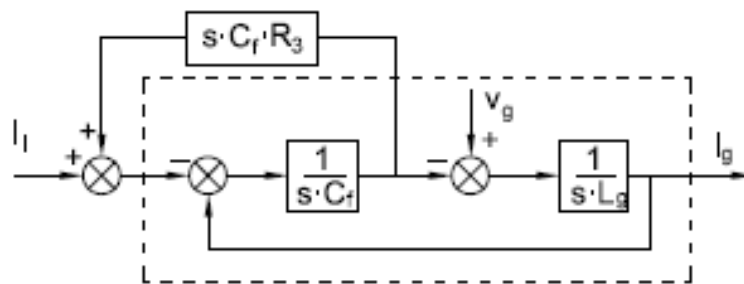 s·C_f·R_3
I_l
+
+
−
1
s·C_f
v_g
−
+
1
s·L_g
I_g